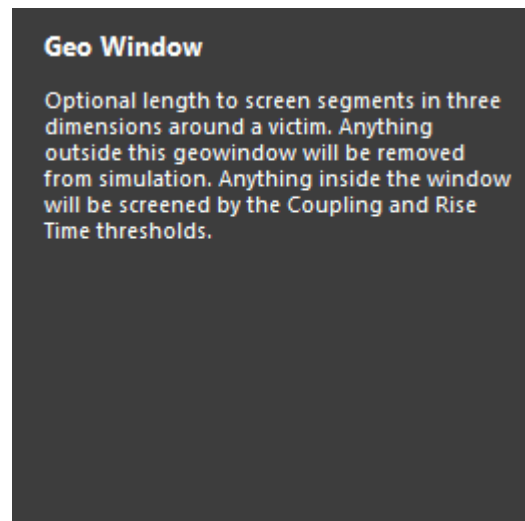 Geo Window
Optional length to screen segments in three
dimensions around a victim. Anything
outside this geowindow will be removed
from simulation. Anything inside the window
will be screened by the Coupling and Rise
Time thresholds.